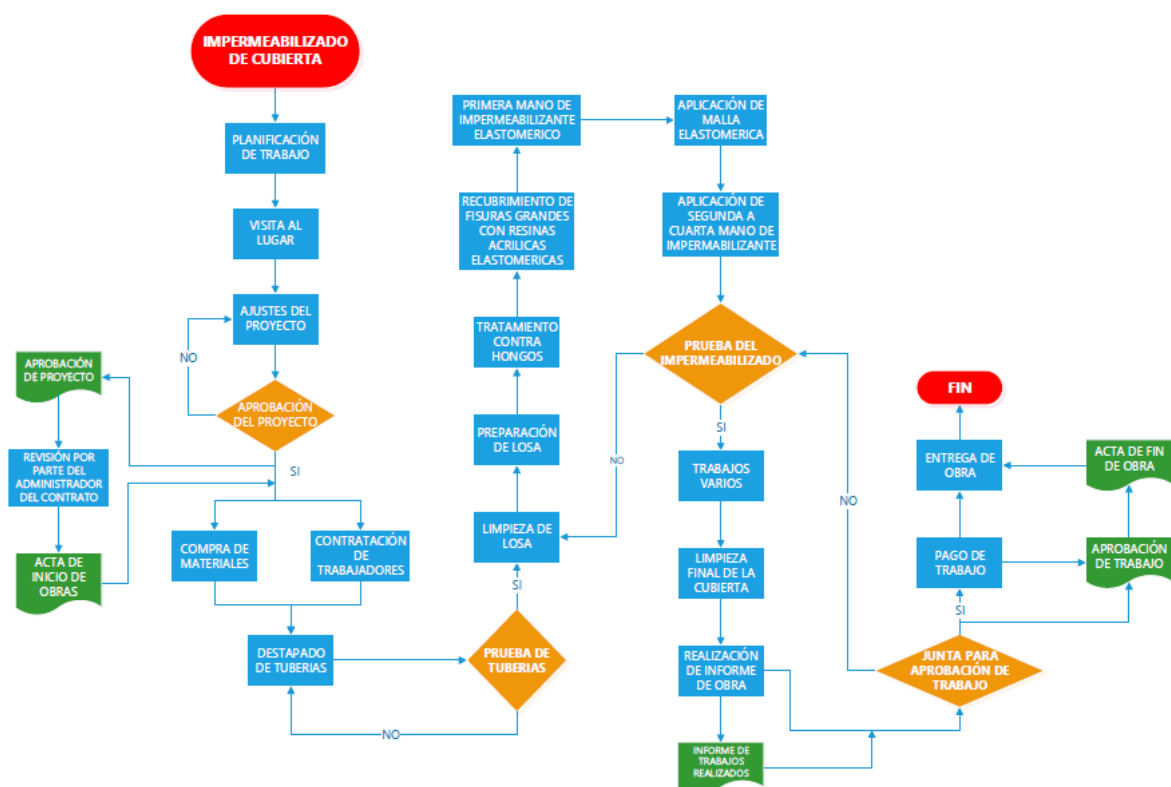 IMPERMEABILIZADO
DE CUBIERTA
PLANIFICACIÓN
DE TRABAJO
VISITA AL
LUGAR
AJUSTES DEL
PROYECTO
NO
APROBACIÓN
DEL PROYECTO
APROBACIÓN
DE PROYECTO
SI
REVISIÓN POR
PARTE DEL
ADMINISTRADOR
DEL CONTRATO
ACTA DE
INICIO DE
OBRAS
COMPRA DE
MATERIALES
CONTRATACIÓN
DE
TRABAJADORES
DESTAPADO
DE TUBERIAS
PRUEBA DE
TUBERIAS
NO
SI
LIMPIEZA DE
LOSA
PREPARACIÓN
DE LOSA
TRATAMIENTO
CONTRA
HONGOS
RECUBRIMIENTO DE
FISURAS GRANDES
CON RESINAS
ACRILICAS
ELASTOMERICAS
PRIMERA MANO DE
IMPERMEABILIZANTE
ELASTOMERICO
APLICACIÓN DE
MALLA
ELASTOMERICA
APLICACIÓN DE
SEGUNDA A
CUARTA MANO DE
IMPERMABILIZANTE
PRUEBA DEL
IMPERMEABILIZADO
NO
SI
TRABAJOS
VARIOS
LIMPIEZA
FINAL DE LA
CUBIERTA
REALIZACIÓN
DE INFORME
DE OBRA
INFORME DE
TRABAJOS
REALIZADOS
JUNTA PARA
APROBACIÓN DE
TRABAJO
NO
SI
PAGO DE
TRABAJO
APROBACIÓN
DE TRABAJO
ACTA DE FIN
DE OBRA
ENTREGA DE
OBRA
FIN